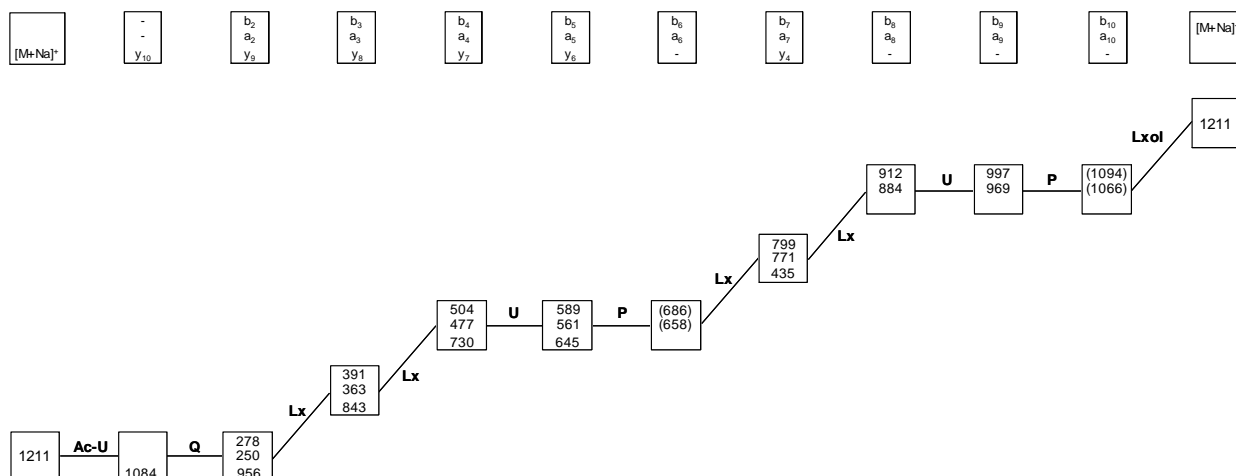 [M+Na]⁺
-
-
y₁₀
b₂
a₂
y₉
b₃
a₃
y₈
b₄
a₄
y₇
b₅
a₅
y₆
b₆
a₆
-
b₇
a₇
y₄
b₈
a₈
-
b₉
a₉
-
b₁₀
a₁₀
-
[M+Na]⁺
1211
Ac-U
1084
Q
278
250
956
Lx
391
363
843
Lx
504
477
730
U
589
561
645
P
(686)
(658)
Lx
799
771
435
Lx
912
884
U
997
969
P
(1094)
(1066)
Lxol
1211